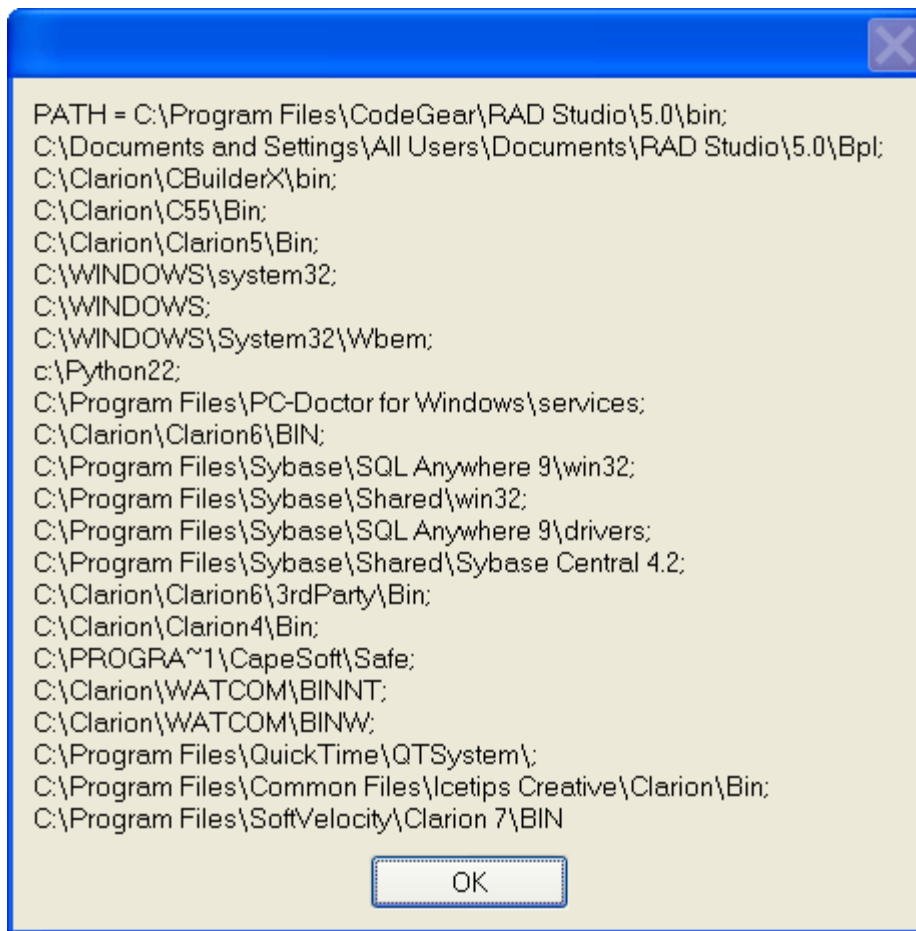 PATH = C:\Program Files\CodeGear\RAD Studio\5.0\bin;
C:\Documents and Settings\All Users\Documents\RAD Studio\5.0\Bpl;
C:\Clarion\CBuilderX\bin;
C:\Clarion\C55\Bin;
C:\Clarion\Clarion5\Bin;
C:\WINDOWS\system32;
C:\WINDOWS;
C:\WINDOWS\System32\Wbem;
c:\Python22;
C:\Program Files\PC-Doctor for Windows\services;
C:\Clarion\Clarion6\BIN;
C:\Program Files\Sybase\SQL Anywhere 9\win32;
C:\Program Files\Sybase\Shared\win32;
C:\Program Files\Sybase\SQL Anywhere 9\drivers;
C:\Program Files\Sybase\Shared\Sybase Central 4.2;
C:\Clarion\Clarion6\3rdParty\Bin;
C:\Clarion\Clarion4\Bin;
C:\PROGRA~1\CapeSoft\Safe;
C:\Clarion\WATCOM\BINNT;
C:\Clarion\WATCOM\BINW;
C:\Program Files\QuickTime\QTSystem\;
C:\Program Files\Common Files\Icetips Creative\Clarion\Bin;
C:\Program Files\SoftVelocity\Clarion 7\BIN
OK